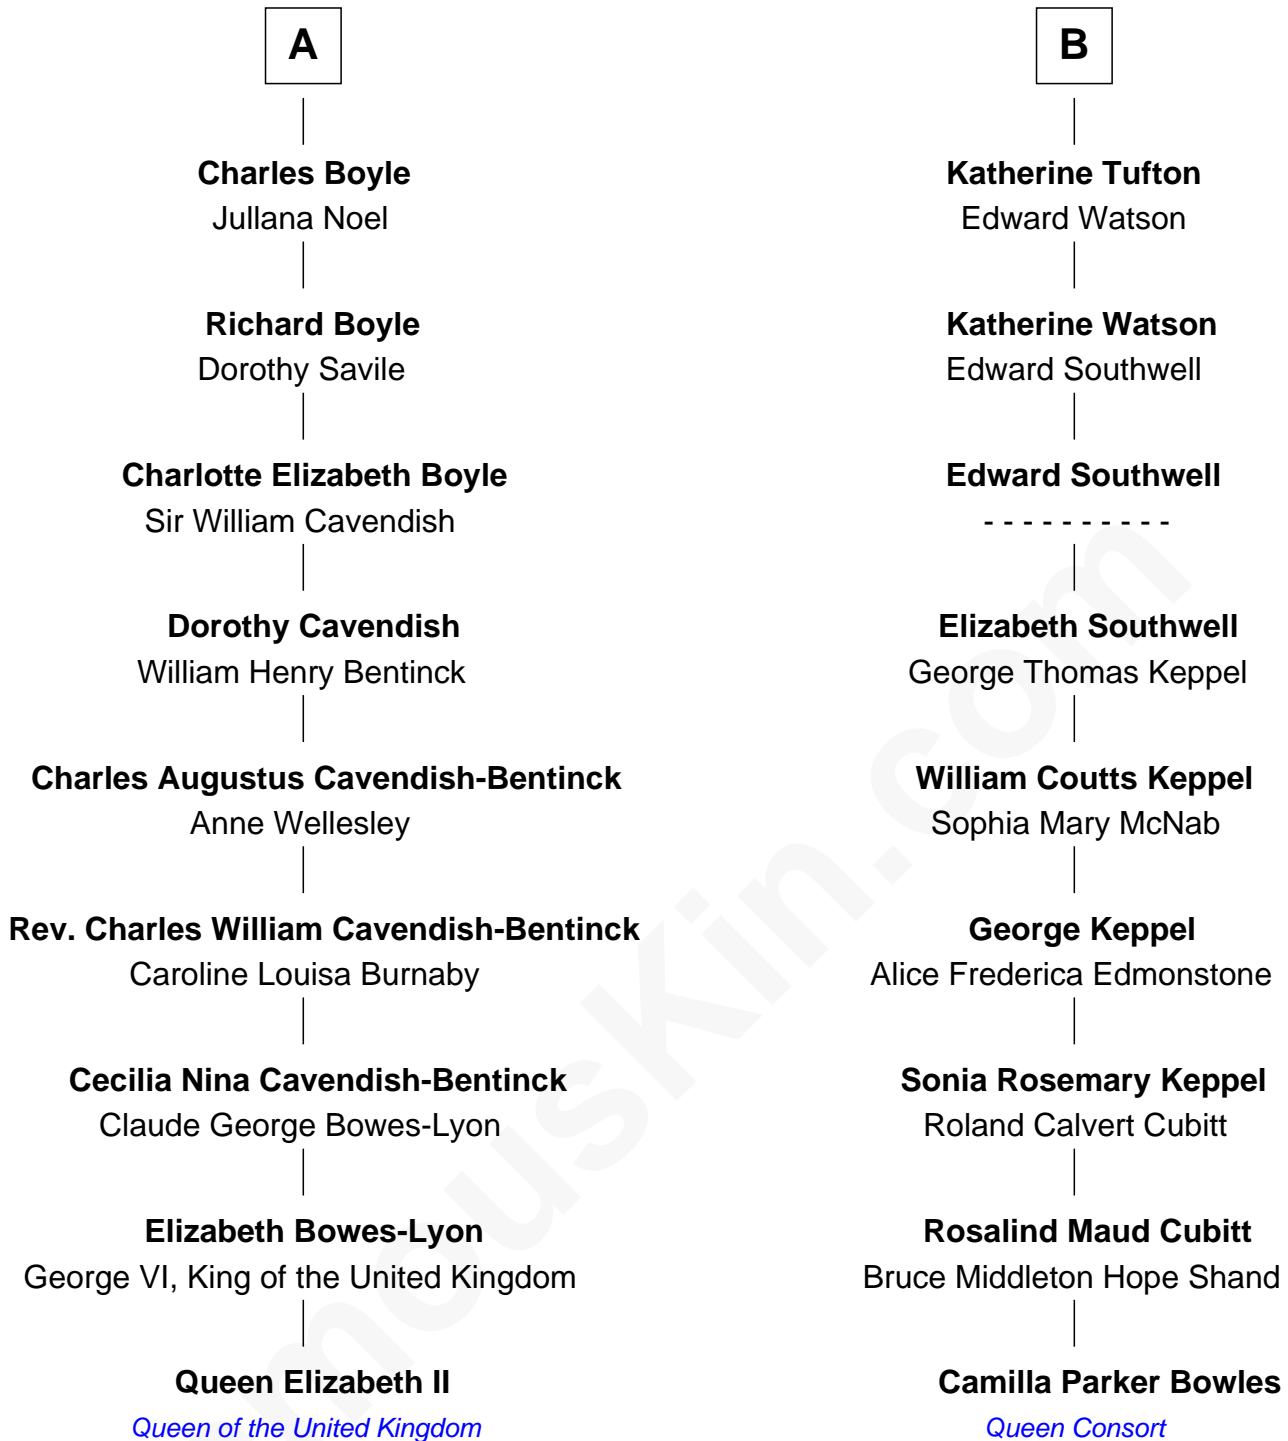 A
Charles Boyle
Jullana Noel
Richard Boyle
Dorothy Savile
Charlotte Elizabeth Boyle
Sir William Cavendish
Dorothy Cavendish
William Henry Bentinck
Charles Augustus Cavendish-Bentinck
Anne Wellesley
Rev. Charles William Cavendish-Bentinck
Caroline Louisa Burnaby
Cecilia Nina Cavendish-Bentinck
Claude George Bowes-Lyon
Elizabeth Bowes-Lyon
George VI, King of the United Kingdom
Queen Elizabeth II
Queen of the United Kingdom
B
Katherine Tufton
Edward Watson
Katherine Watson
Edward Southwell
Edward Southwell
- - - - - - - - - -
Elizabeth Southwell
George Thomas Keppel
William Coutts Keppel
Sophia Mary McNab
George Keppel
Alice Frederica Edmonstone
Sonia Rosemary Keppel
Roland Calvert Cubitt
Rosalind Maud Cubitt
Bruce Middleton Hope Shand
Camilla Parker Bowles
Queen Consort
mousKin.com